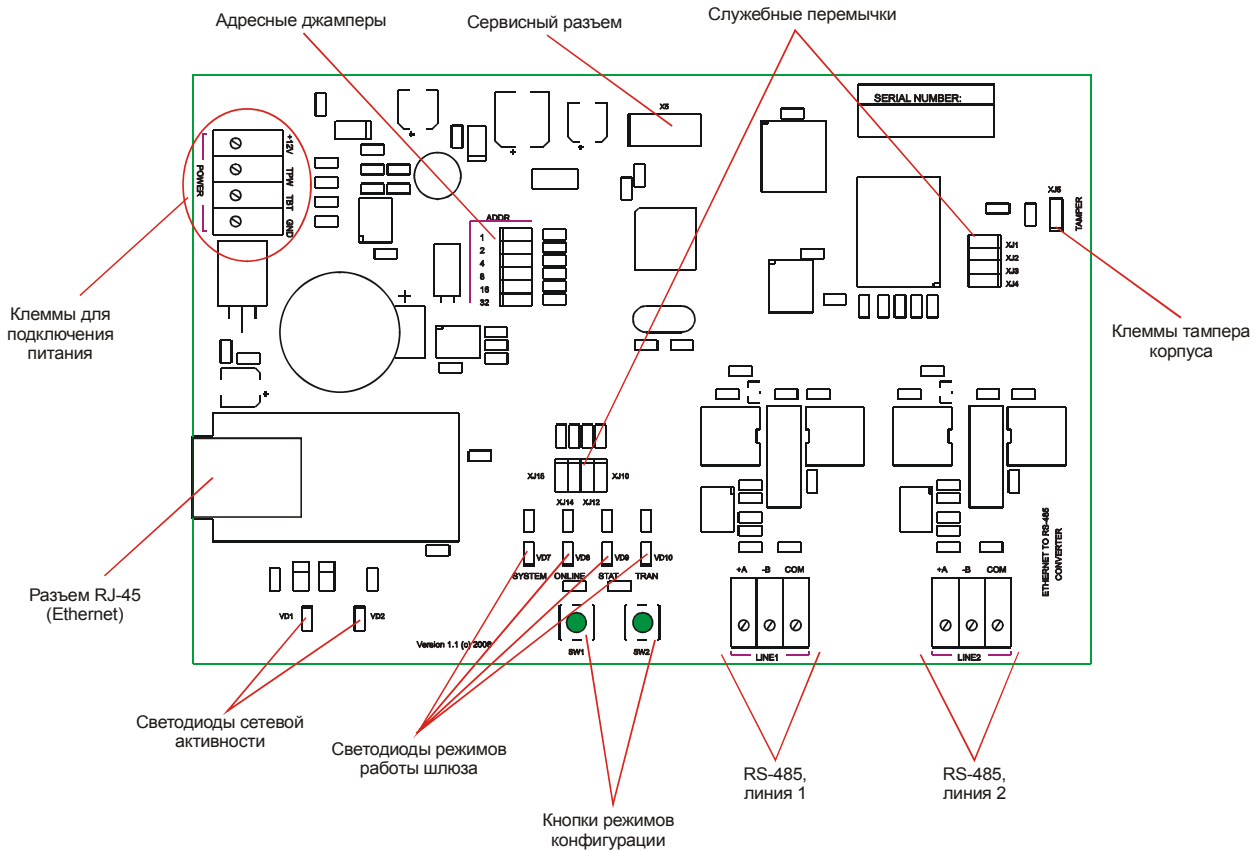 Адресные джамперы
Сервисный разъем
Служебные перемычки
X5
SERIAL NUMBER:
POWER
+12V
TPW
TBT
GND
ADDR
1
2
4
8
16
32
XJ5
TAMPER
XJ1
XJ2
XJ3
XJ4
Клеммы для
подключения
питания
Клеммы тампера
корпуса
XJ15
XJ10
XJ14
XJ12
VD7
VD8
VD9
VD10
SYSTEM
ONLINE
STAT
TRAN
+A
-B
COM
+A
-B
COM
ETHERNET TO RS-485
CONVERTER
Разъем RJ-45
(Ethernet)
VD1
VD2
Version 1.1 (c) 2006
SW1
SW2
LINE1
LINE2
Светодиоды сетевой
активности
Светодиоды режимов
работы шлюза
Кнопки режимов
конфигурации
RS-485,
линия 1
RS-485,
линия 2